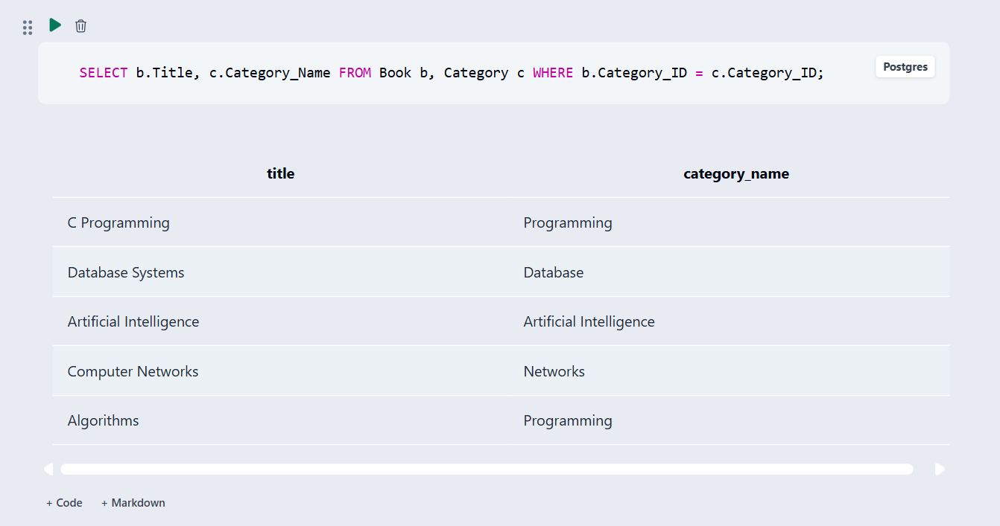 SELECT b.Title, c.Category_Name FROM Book b, Category c WHERE b.Category_ID = c.Category_ID;
Postgres
title category_name
C Programming Programming
Database Systems Database
Artificial Intelligence Artificial Intelligence
Computer Networks Networks
Algorithms Programming
+ Code + Markdown